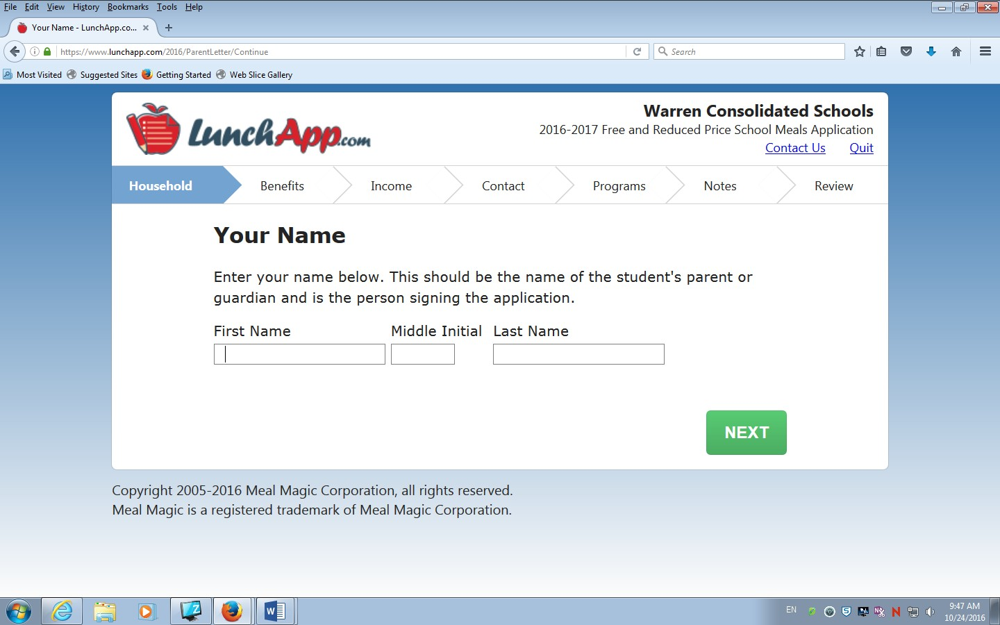 File Edit View History Bookmarks Tools Help
Your Name - LunchApp.co...
https://www.lunchapp.com/2016/ParentLetter/Continue
Search
Most Visited Suggested Sites Getting Started Web Slice Gallery
LunchApp.com
Warren Consolidated Schools
2016-2017 Free and Reduced Price School Meals Application
Contact Us Quit
Household Benefits Income Contact Programs Notes Review
Your Name
Enter your name below. This should be the name of the student's parent or
guardian and is the person signing the application.
First Name Middle Initial Last Name
NEXT
Copyright 2005-2016 Meal Magic Corporation, all rights reserved.
Meal Magic is a registered trademark of Meal Magic Corporation.
EN
9:47 AM
10/24/2016